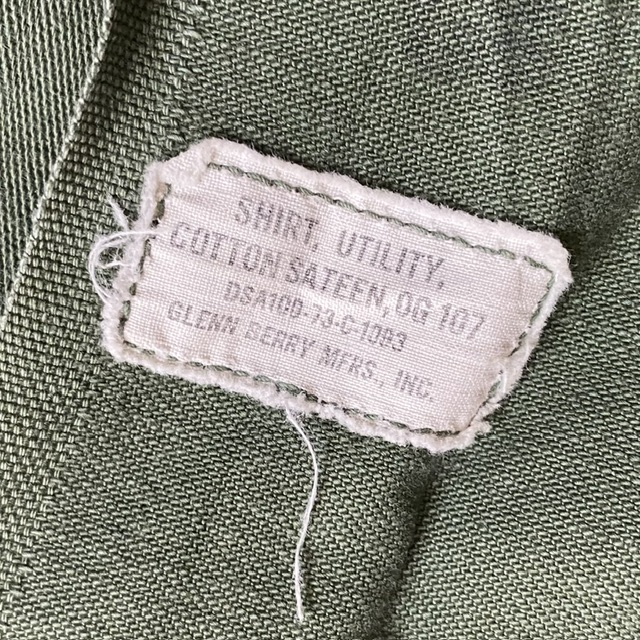 SHIRT, UTILITY,
COTTON SATEEN, OG 107
DSA100-73-C-1093
GLENN BERRY MFRS., INC.